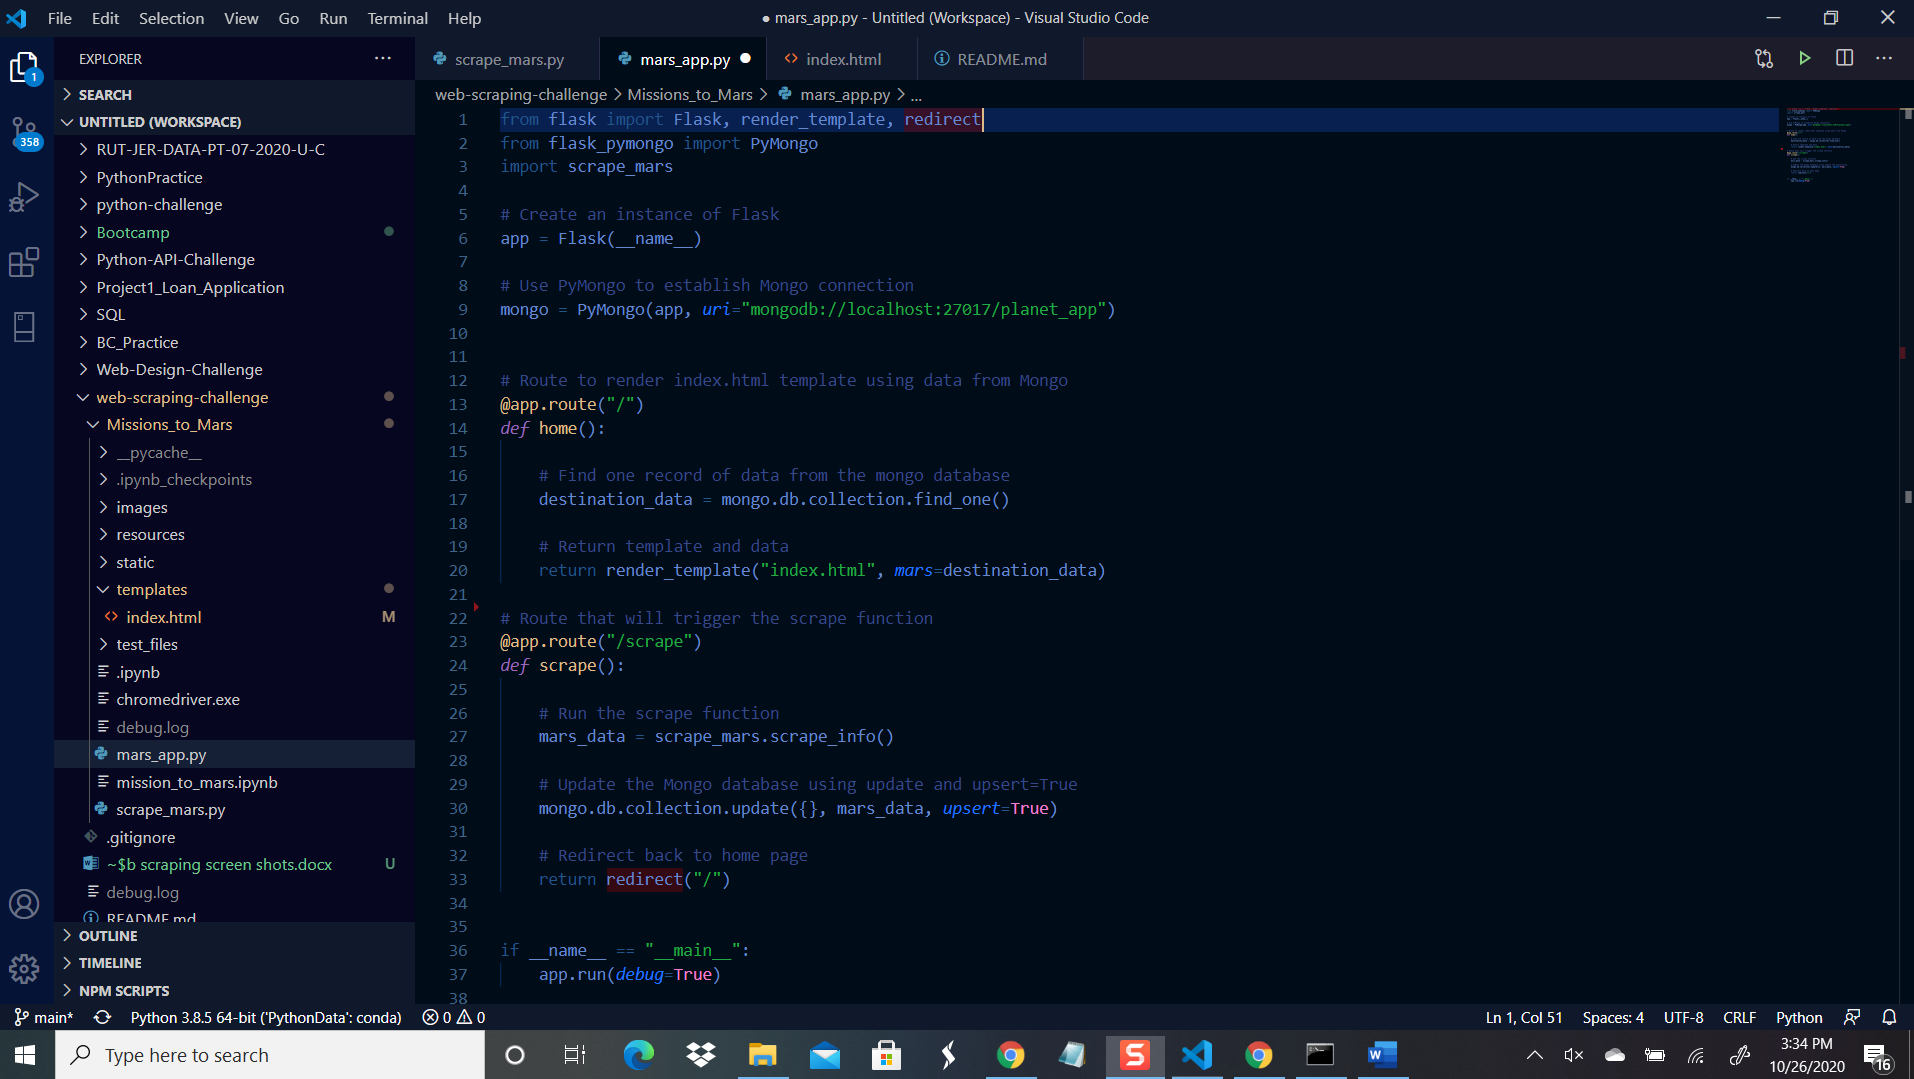 File Edit Selection View Go Run Terminal Help
● mars_app.py - Untitled (Workspace) - Visual Studio Code
EXPLORER ···
scrape_mars.py
mars_app.py ●
<> index.html
README.md
web-scraping-challenge > Missions_to_Mars > mars_app.py > ...
1
358
SEARCH
UNTITLED (WORKSPACE)
RUT-JER-DATA-PT-07-2020-U-C
PythonPractice
python-challenge
Bootcamp
Python-API-Challenge
Project1_Loan_Application
SQL
BC_Practice
Web-Design-Challenge
web-scraping-challenge
Missions_to_Mars
__pycache__
.ipynb_checkpoints
images
resources
static
templates
<> index.html M
test_files
.ipynb
chromedriver.exe
debug.log
mars_app.py
mission_to_mars.ipynb
scrape_mars.py
.gitignore
~$b scraping screen shots.docx U
debug.log
README.md
OUTLINE
TIMELINE
NPM SCRIPTS
1 from flask import Flask, render_template, redirect
2 from flask_pymongo import PyMongo
3 import scrape_mars
4
5 # Create an instance of Flask
6 app = Flask(__name__)
7
8 # Use PyMongo to establish Mongo connection
9 mongo = PyMongo(app, uri="mongodb://localhost:27017/planet_app")
10
11
12 # Route to render index.html template using data from Mongo
13 @app.route("/")
14 def home():
15
16 # Find one record of data from the mongo database
17 destination_data = mongo.db.collection.find_one()
18
19 # Return template and data
20 return render_template("index.html", mars=destination_data)
21
22 # Route that will trigger the scrape function
23 @app.route("/scrape")
24 def scrape():
25
26 # Run the scrape function
27 mars_data = scrape_mars.scrape_info()
28
29 # Update the Mongo database using update and upsert=True
30 mongo.db.collection.update({}, mars_data, upsert=True)
31
32 # Redirect back to home page
33 return redirect("/")
34
35
36 if __name__ == "__main__":
37 app.run(debug=True)
38
main* Python 3.8.5 64-bit ('PythonData': conda) 0 0
Ln 1, Col 51 Spaces: 4 UTF-8 CRLF Python
Type here to search
3:34 PM
10/26/2020
16